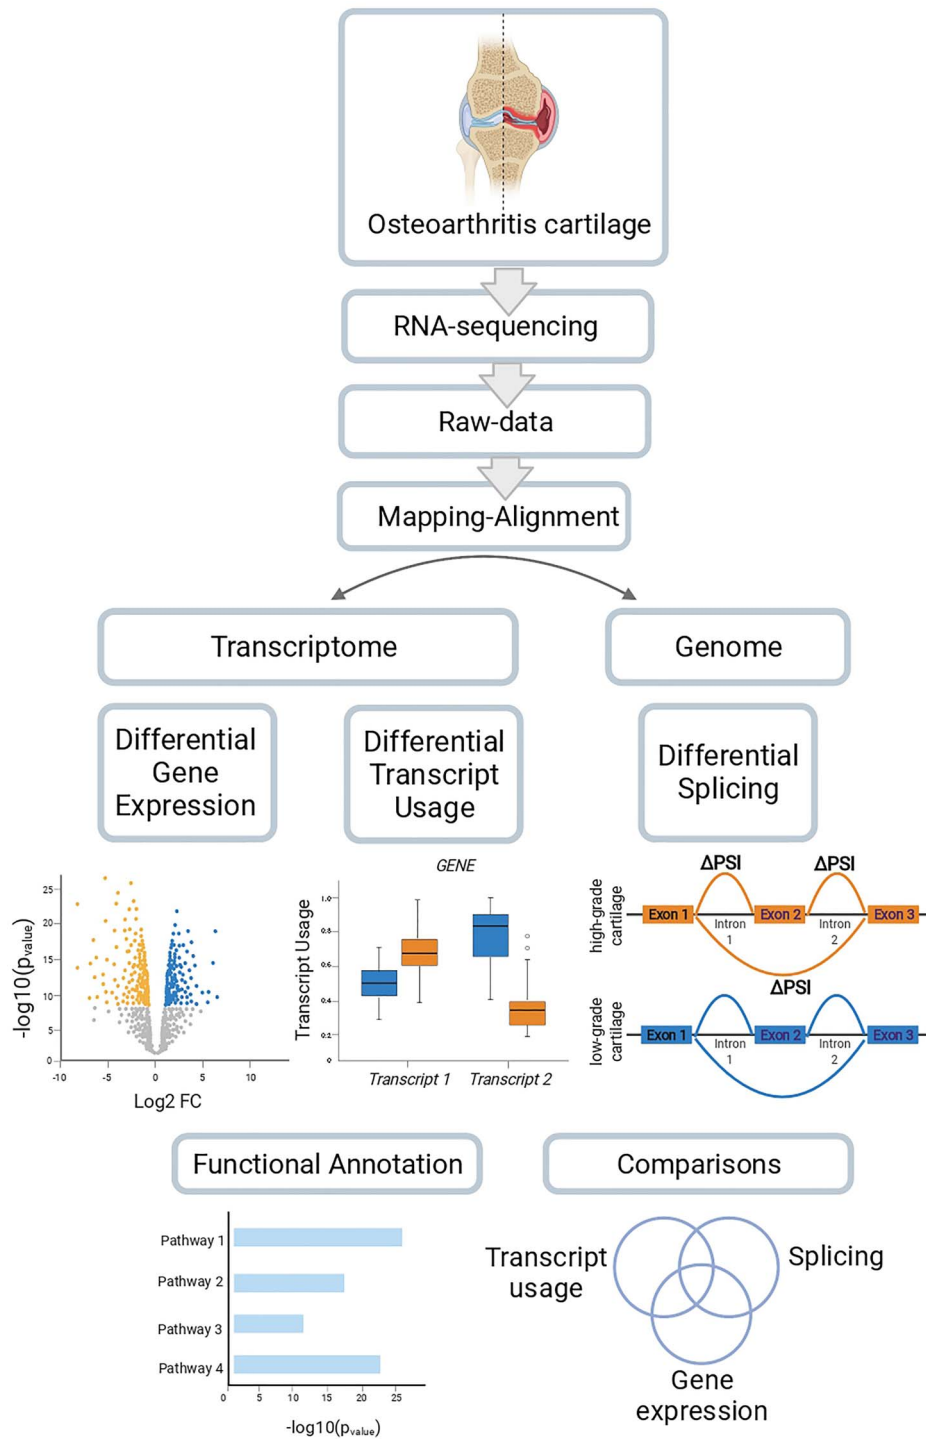 Osteoarthritis cartilage
RNA-sequencing
Raw-data
Mapping-Alignment
Transcriptome
Genome
Differential
Gene
Expression
Differential
Transcript
Usage
Differential
Splicing
-log10(pvalue)
25
20
15
10
5
0
-10
-5
0
5
10
Log2 FC
GENE
Transcript Usage
1.0
0.8
0.6
0.4
0.2
0
Transcript 1
Transcript 2
high-grade
cartilage
ΔPSI
ΔPSI
Exon 1
Exon 2
Exon 3
Intron
1
Intron
2
ΔPSI
low-grade
cartilage
Exon 1
Exon 2
Exon 3
Intron
1
Intron
2
Functional Annotation
Comparisons
Pathway 1
Pathway 2
Pathway 3
Pathway 4
0
5
10
15
20
25
-log10(pvalue)
Transcript
usage
Splicing
Gene
expression